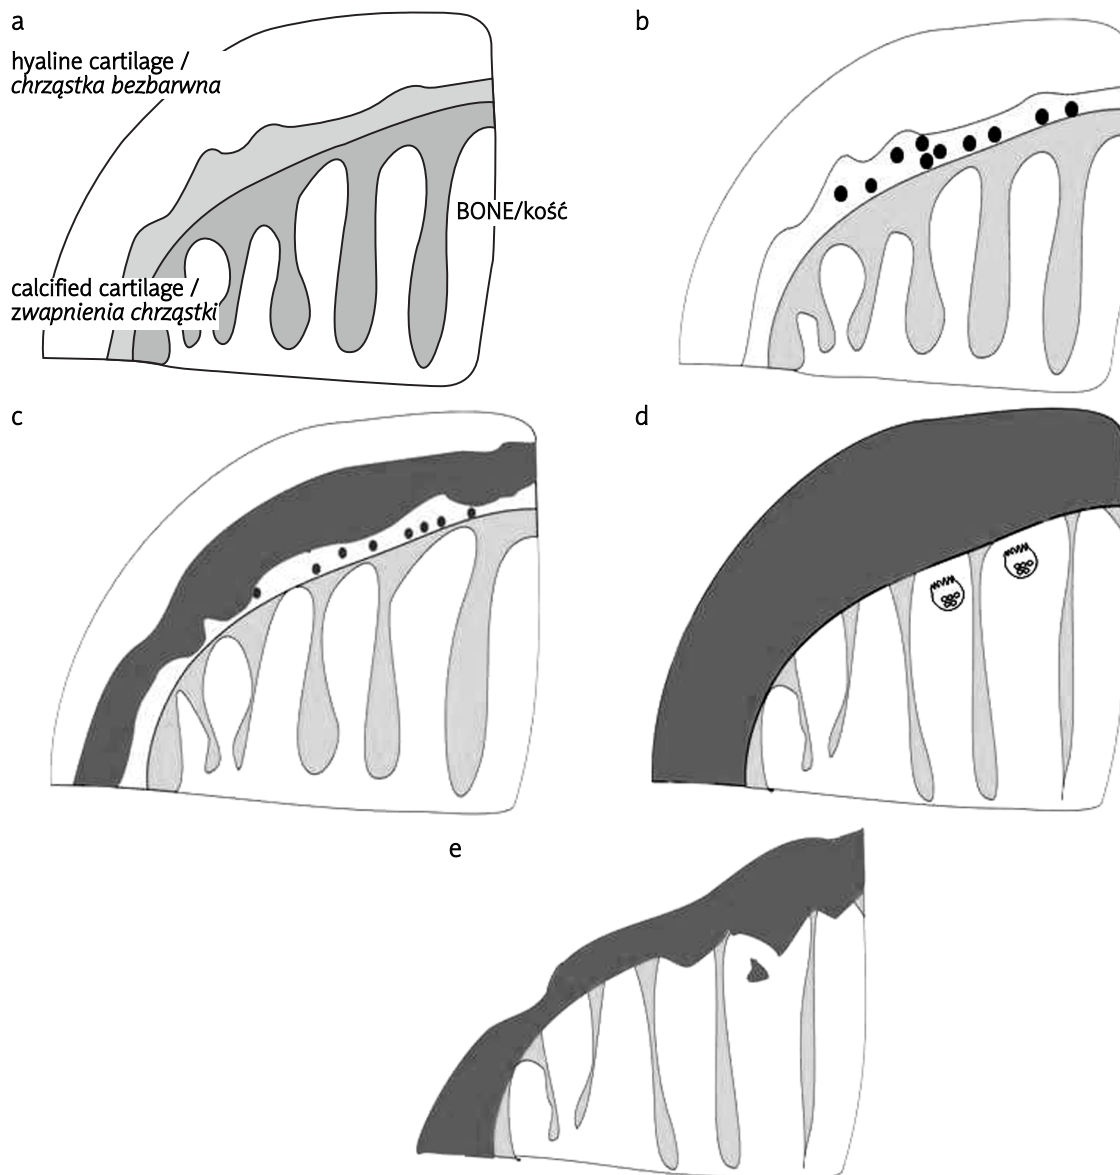 a
hyaline cartilage /
chrząstka bezbarwna
BONE/kość
calcified cartilage /
zwapnienia chrząstki
b
c
d
e